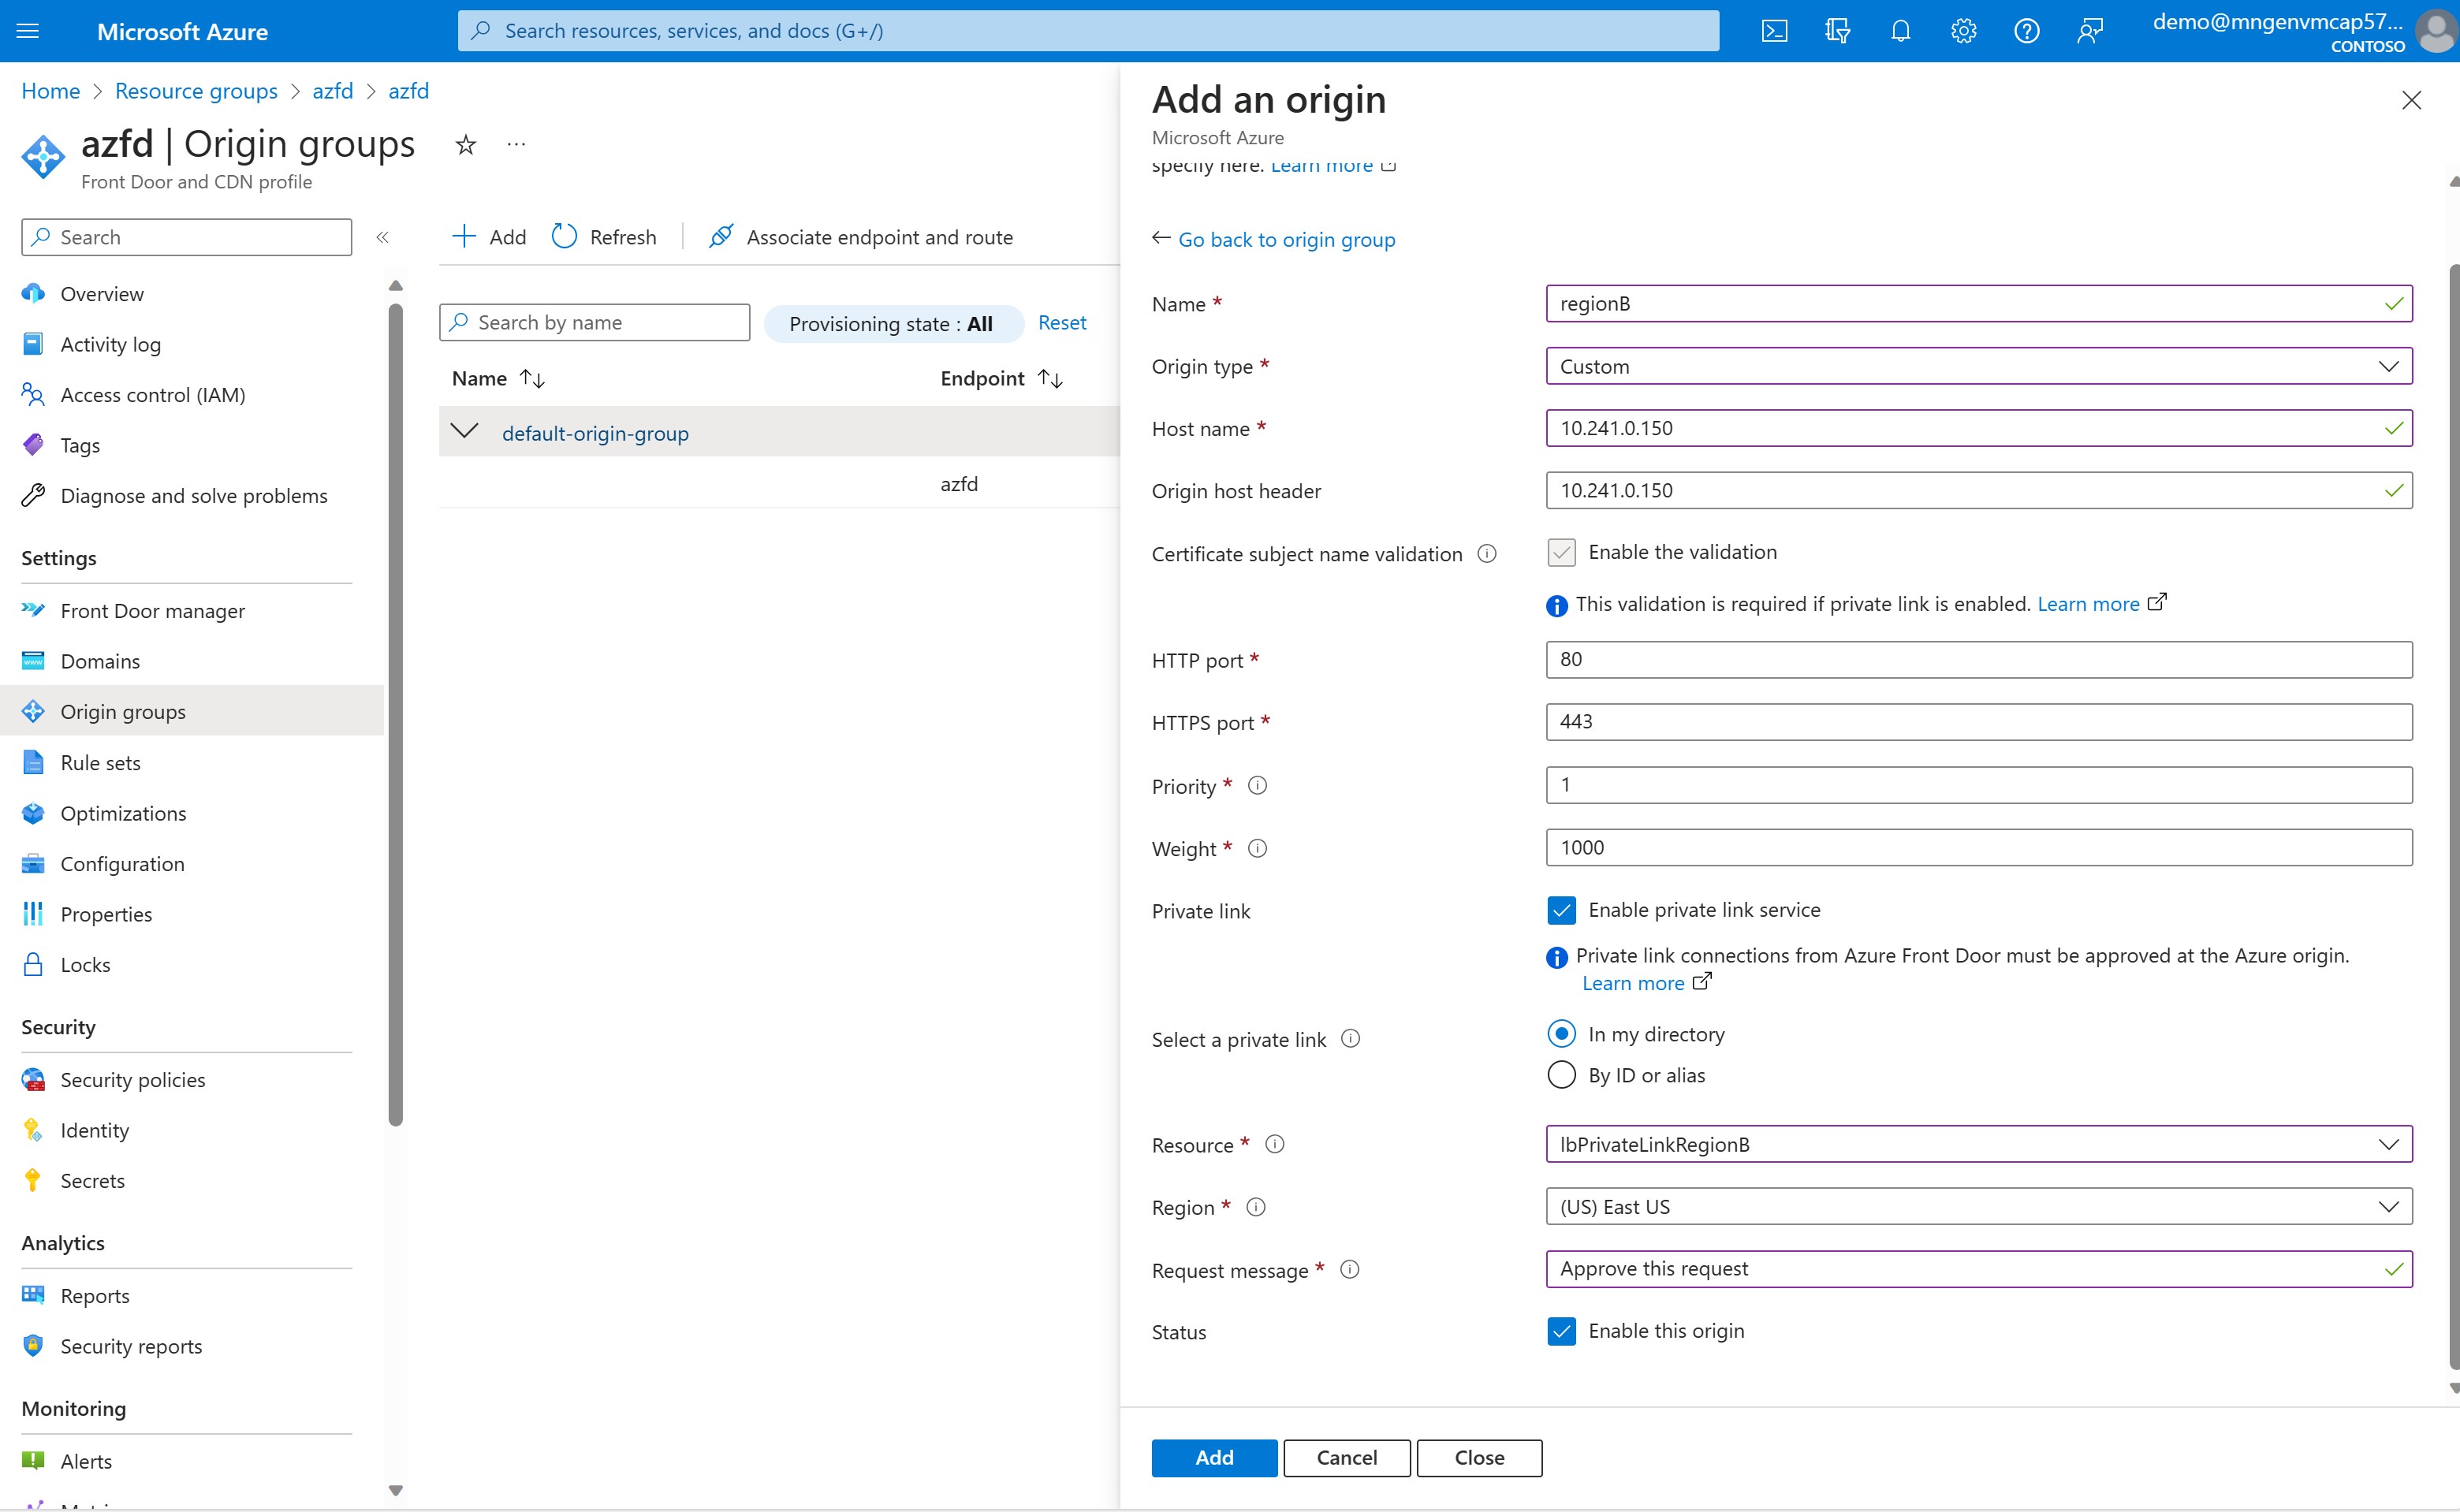 Microsoft Azure
Search resources, services, and docs (G+/)
demo@mngenvmcap57...
CONTOSO
Home > Resource groups > azfd > azfd
azfd | Origin groups
...
Front Door and CDN profile
Search
«
Overview
Activity log
Access control (IAM)
Tags
Diagnose and solve problems
Settings
Front Door manager
Domains
Origin groups
Rule sets
Optimizations
Configuration
Properties
Locks
Security
Security policies
Identity
Secrets
Analytics
Reports
Security reports
Monitoring
Alerts
Add
Refresh
Associate endpoint and route
Search by name
Provisioning state : All
Reset
Name
Endpoint
default-origin-group
azfd
Add an origin
Microsoft Azure
specify here. Learn more
Go back to origin group
Name *
regionB
Origin type *
Custom
Host name *
10.241.0.150
Origin host header
10.241.0.150
Certificate subject name validation
Enable the validation
This validation is required if private link is enabled. Learn more
HTTP port *
80
HTTPS port *
443
Priority *
1
Weight *
1000
Private link
Enable private link service
Private link connections from Azure Front Door must be approved at the Azure origin.
Learn more
Select a private link
In my directory
By ID or alias
Resource *
lbPrivateLinkRegionB
Region *
(US) East US
Request message *
Approve this request
Status
Enable this origin
Add
Cancel
Close